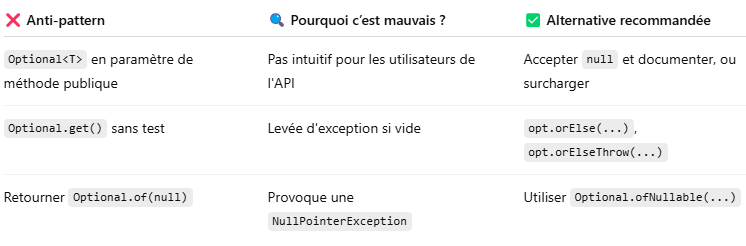 ❌ Anti-pattern
🔍 Pourquoi c’est mauvais ?
✅ Alternative recommandée
Optional<T> en paramètre de
méthode publique
Pas intuitif pour les utilisateurs de
l'API
Accepter null et documenter, ou
surcharger
Optional.get() sans test
Levée d'exception si vide
opt.orElse(...),
opt.orElseThrow(...)
Retourner Optional.of(null)
Provoque une
NullPointerException
Utiliser Optional.ofNullable(...)